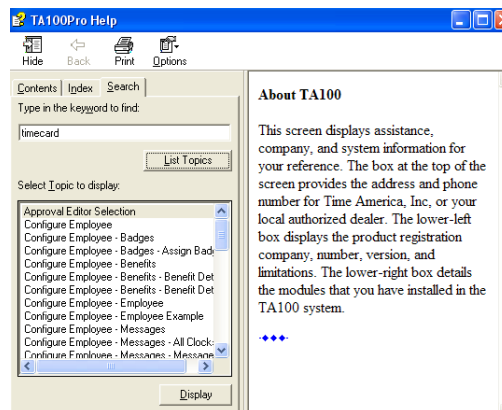 TA100Pro Help
Hide Back Print Options
Contents Index Search
Type in the keyword to find:
timecard
List Topics
Select Topic to display:
Approval Editor Selection
Configure Employee
Configure Employee - Badges
Configure Employee - Badges - Assign Badg
Configure Employee - Benefits
Configure Employee - Benefits - Benefit Det
Configure Employee - Benefits - Benefit Det
Configure Employee - Employee
Configure Employee - Employee Example
Configure Employee - Messages
Configure Employee - Messages - All Clock
Configure Employee - Messages - Message
Display
About TA100
This screen displays assistance,
company, and system information for
your reference. The box at the top of the
screen provides the address and phone
number for Time America, Inc, or your
local authorized dealer. The lower-left
box displays the product registration
company, number, version, and
limitations. The lower-right box details
the modules that you have installed in the
TA100 system.